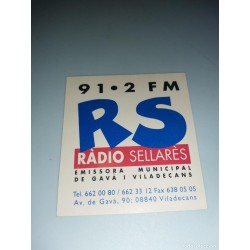 91·2 FM
RS
RÀDIO SELLARÈS
EMISSORA MUNICIPAL
DE GAVÀ I VILADECANS
Tel. 662 00 80 / 662 33 12 Fax 638 05 05
Av. de Gavà, 90; 08840 Viladecans